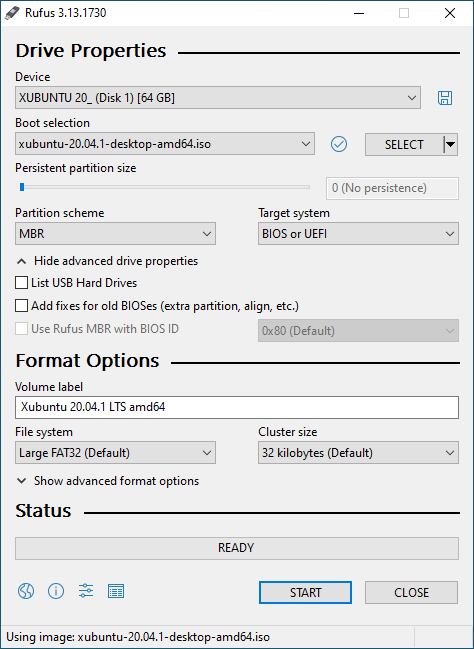 Rufus 3.13.1730
Drive Properties
Device
XUBUNTU 20_ (Disk 1) [64 GB]
Boot selection
xubuntu-20.04.1-desktop-amd64.iso
SELECT
Persistent partition size
0 (No persistence)
Partition scheme
Target system
MBR
BIOS or UEFI
Hide advanced drive properties
List USB Hard Drives
Add fixes for old BIOSes (extra partition, align, etc.)
Use Rufus MBR with BIOS ID
0x80 (Default)
Format Options
Volume label
Xubuntu 20.04.1 LTS amd64
File system
Cluster size
Large FAT32 (Default)
32 kilobytes (Default)
Show advanced format options
Status
READY
START
CLOSE
Using image: xubuntu-20.04.1-desktop-amd64.iso